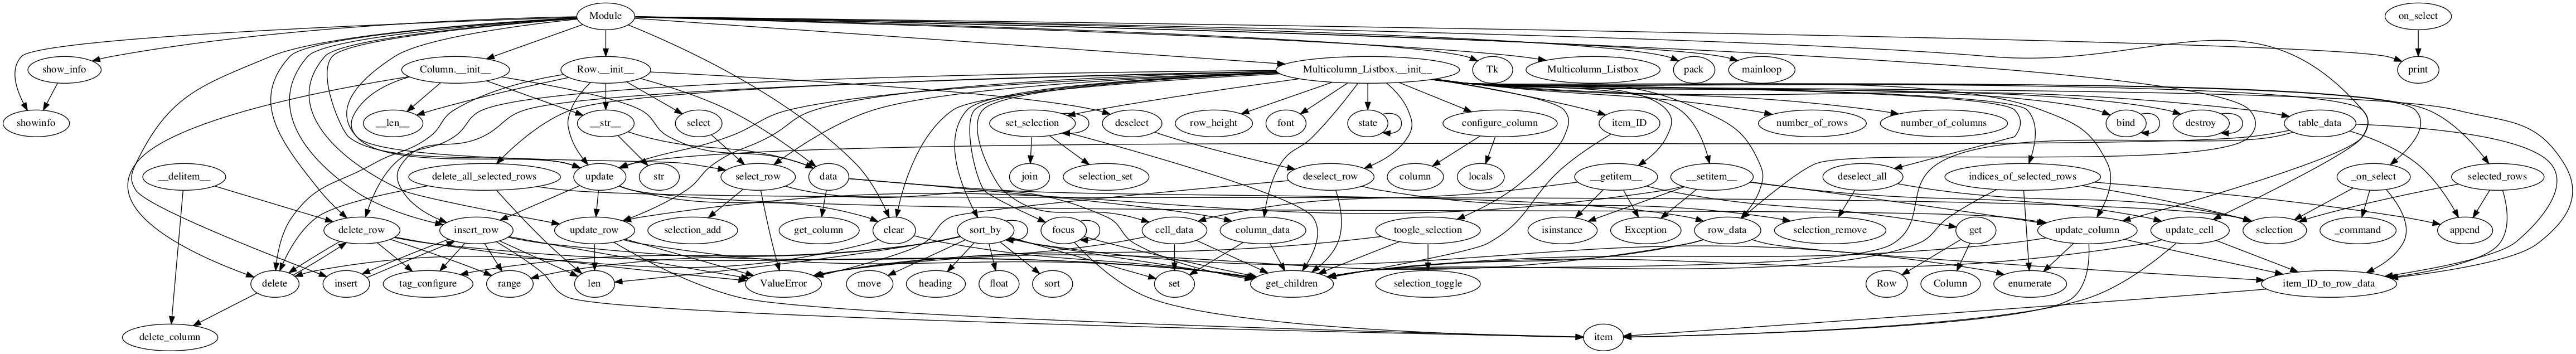 Module
on_select
show_info
Column.__init__
Row.__init__
Multicolumn_Listbox.__init__
Tk
Multicolumn_Listbox
pack
mainloop
print
showinfo
__len__
__str__
select
set_selection
deselect
row_height
font
state
configure_column
item_ID
number_of_rows
number_of_columns
bind
destroy
table_data
__delitem__
delete_all_selected_rows
update
str
select_row
data
join
selection_set
deselect_row
column
locals
__getitem__
__setitem__
deselect_all
indices_of_selected_rows
_on_select
selected_rows
delete_row
insert_row
update_row
selection_add
get_column
clear
sort_by
focus
cell_data
column_data
toogle_selection
isinstance
Exception
row_data
selection_remove
get
update_column
update_cell
selection
_command
append
delete
insert
tag_configure
range
len
ValueError
move
heading
float
sort
set
get_children
selection_toggle
Row
Column
enumerate
item_ID_to_row_data
delete_column
item